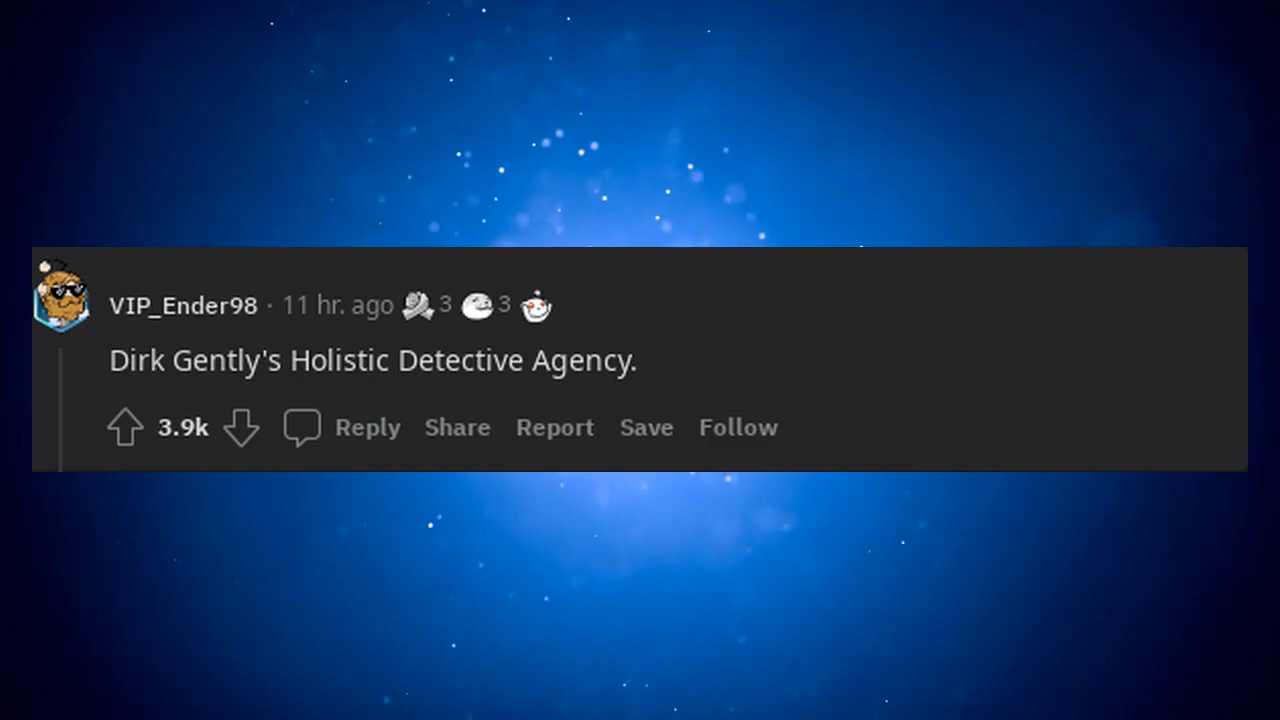 VIP_Ender98 · 11 hr. ago 3 3
Dirk Gently's Holistic Detective Agency.
3.9k Reply Share Report Save Follow